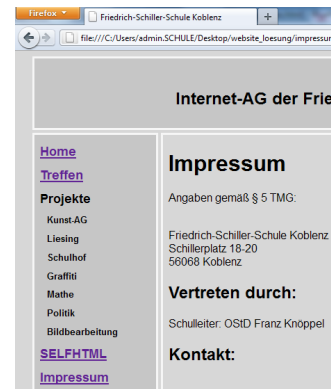 Firefox
Friedrich-Schiller-Schule Koblenz
file:///C:/Users/admin.SCHULE/Desktop/website_loesung/impressu
Internet-AG der Frie
Home
Treffen
Projekte
Kunst-AG
Liesing
Schulhof
Graffiti
Mathe
Politik
Bildbearbeitung
SELFHTML
Impressum
Impressum
Angaben gemäß § 5 TMG:
Friedrich-Schiller-Schule Koblenz
Schillerplatz 18-20
56068 Koblenz
Vertreten durch:
Schulleiter: OStD Franz Knöppel
Kontakt: